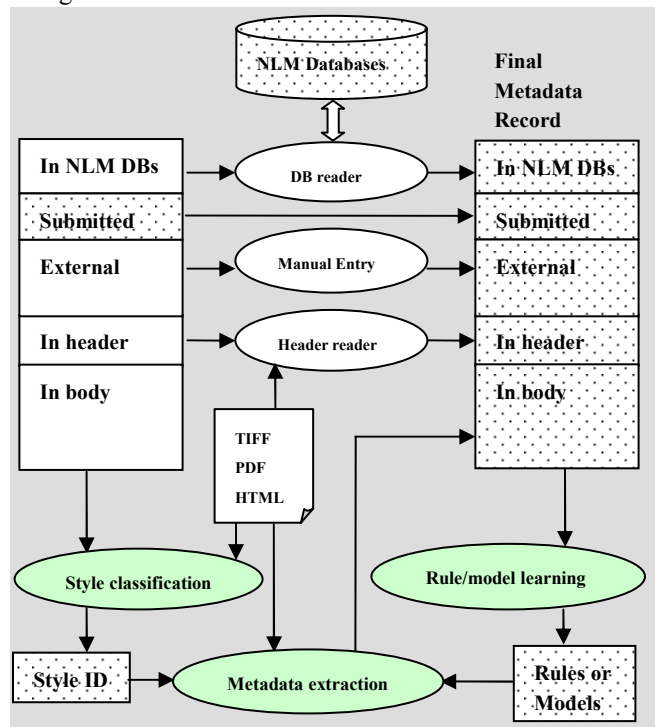 NLM Databases
Final
Metadata
Record
In NLM DBs
DB reader
In NLM DBs
Submitted
Submitted
External
Manual Entry
External
In header
Header reader
In header
In body
In body
TIFF
PDF
HTML
Style classification
Rule/model learning
Style ID
Metadata extraction
Rules or
Models